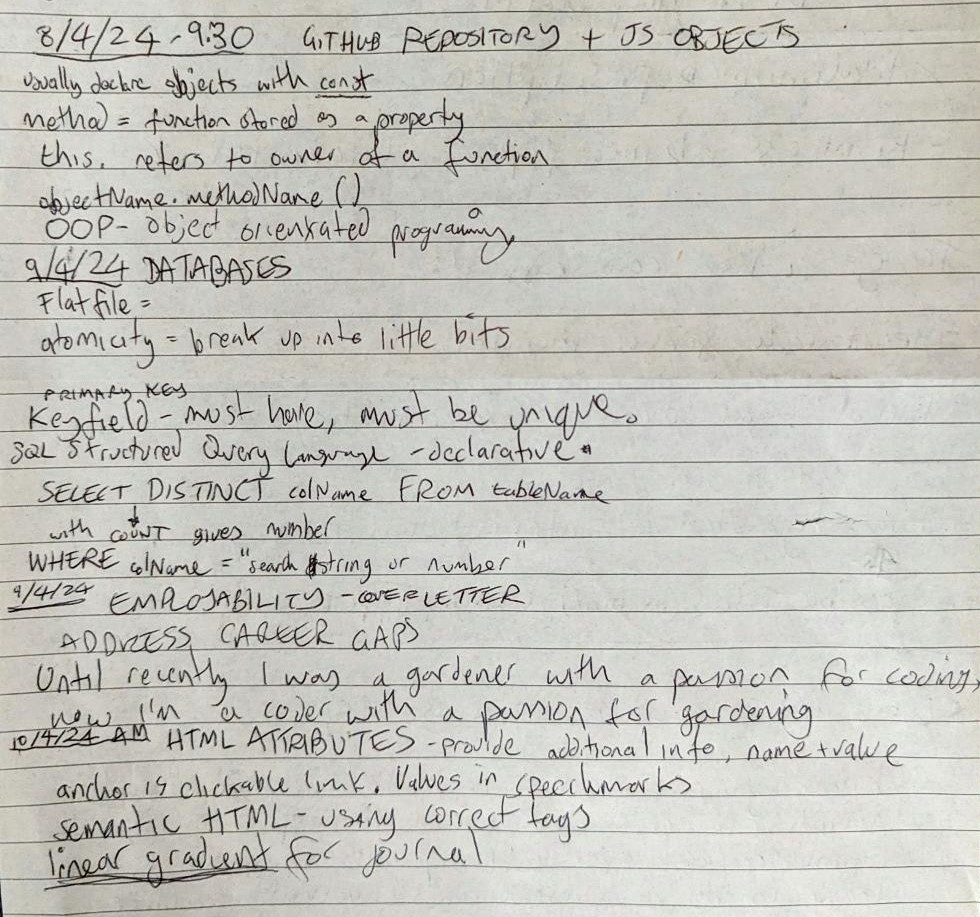 8/4/24 - 9:30 GITHUB REPOSITORY + JS OBJECTS
usually declare objects with const
method = function stored as a property
this. refers to owner of a function
objectName.methodName ()
OOP - object orientated programming
9/4/24 DATABASES
Flat file =
atomicity = break up into little bits
PRIMARY KEY
Keyfield - must have, must be unique.
SQL Structured Query Language - declarative
SELECT DISTINCT colName FROM tableName
with COUNT gives number
WHERE colName = "search string or number"
9/4/24 EMPLOYABILITY - COVER LETTER
ADDRESS CAREER GAPS
Until recently I was a gardener with a passion for coding,
now I'm a coder with a passion for gardening
10/4/24 AM HTML ATTRIBUTES - provide additional info, name + value
anchor is clickable link. Values in speechmarks
semantic HTML - using correct tags
linear gradient for journal